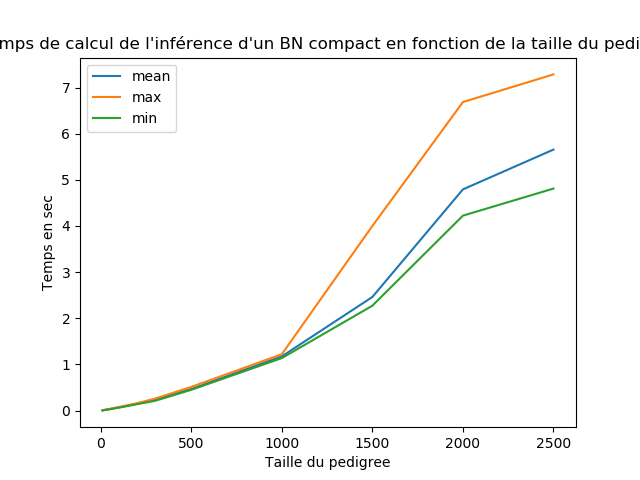 mps de calcul de l'inférence d'un BN compact en fonction de la taille du pedi
mean
max
min
7
6
5
4
3
2
1
0
Temps en sec
0 500 1000 1500 2000 2500
Taille du pedigree